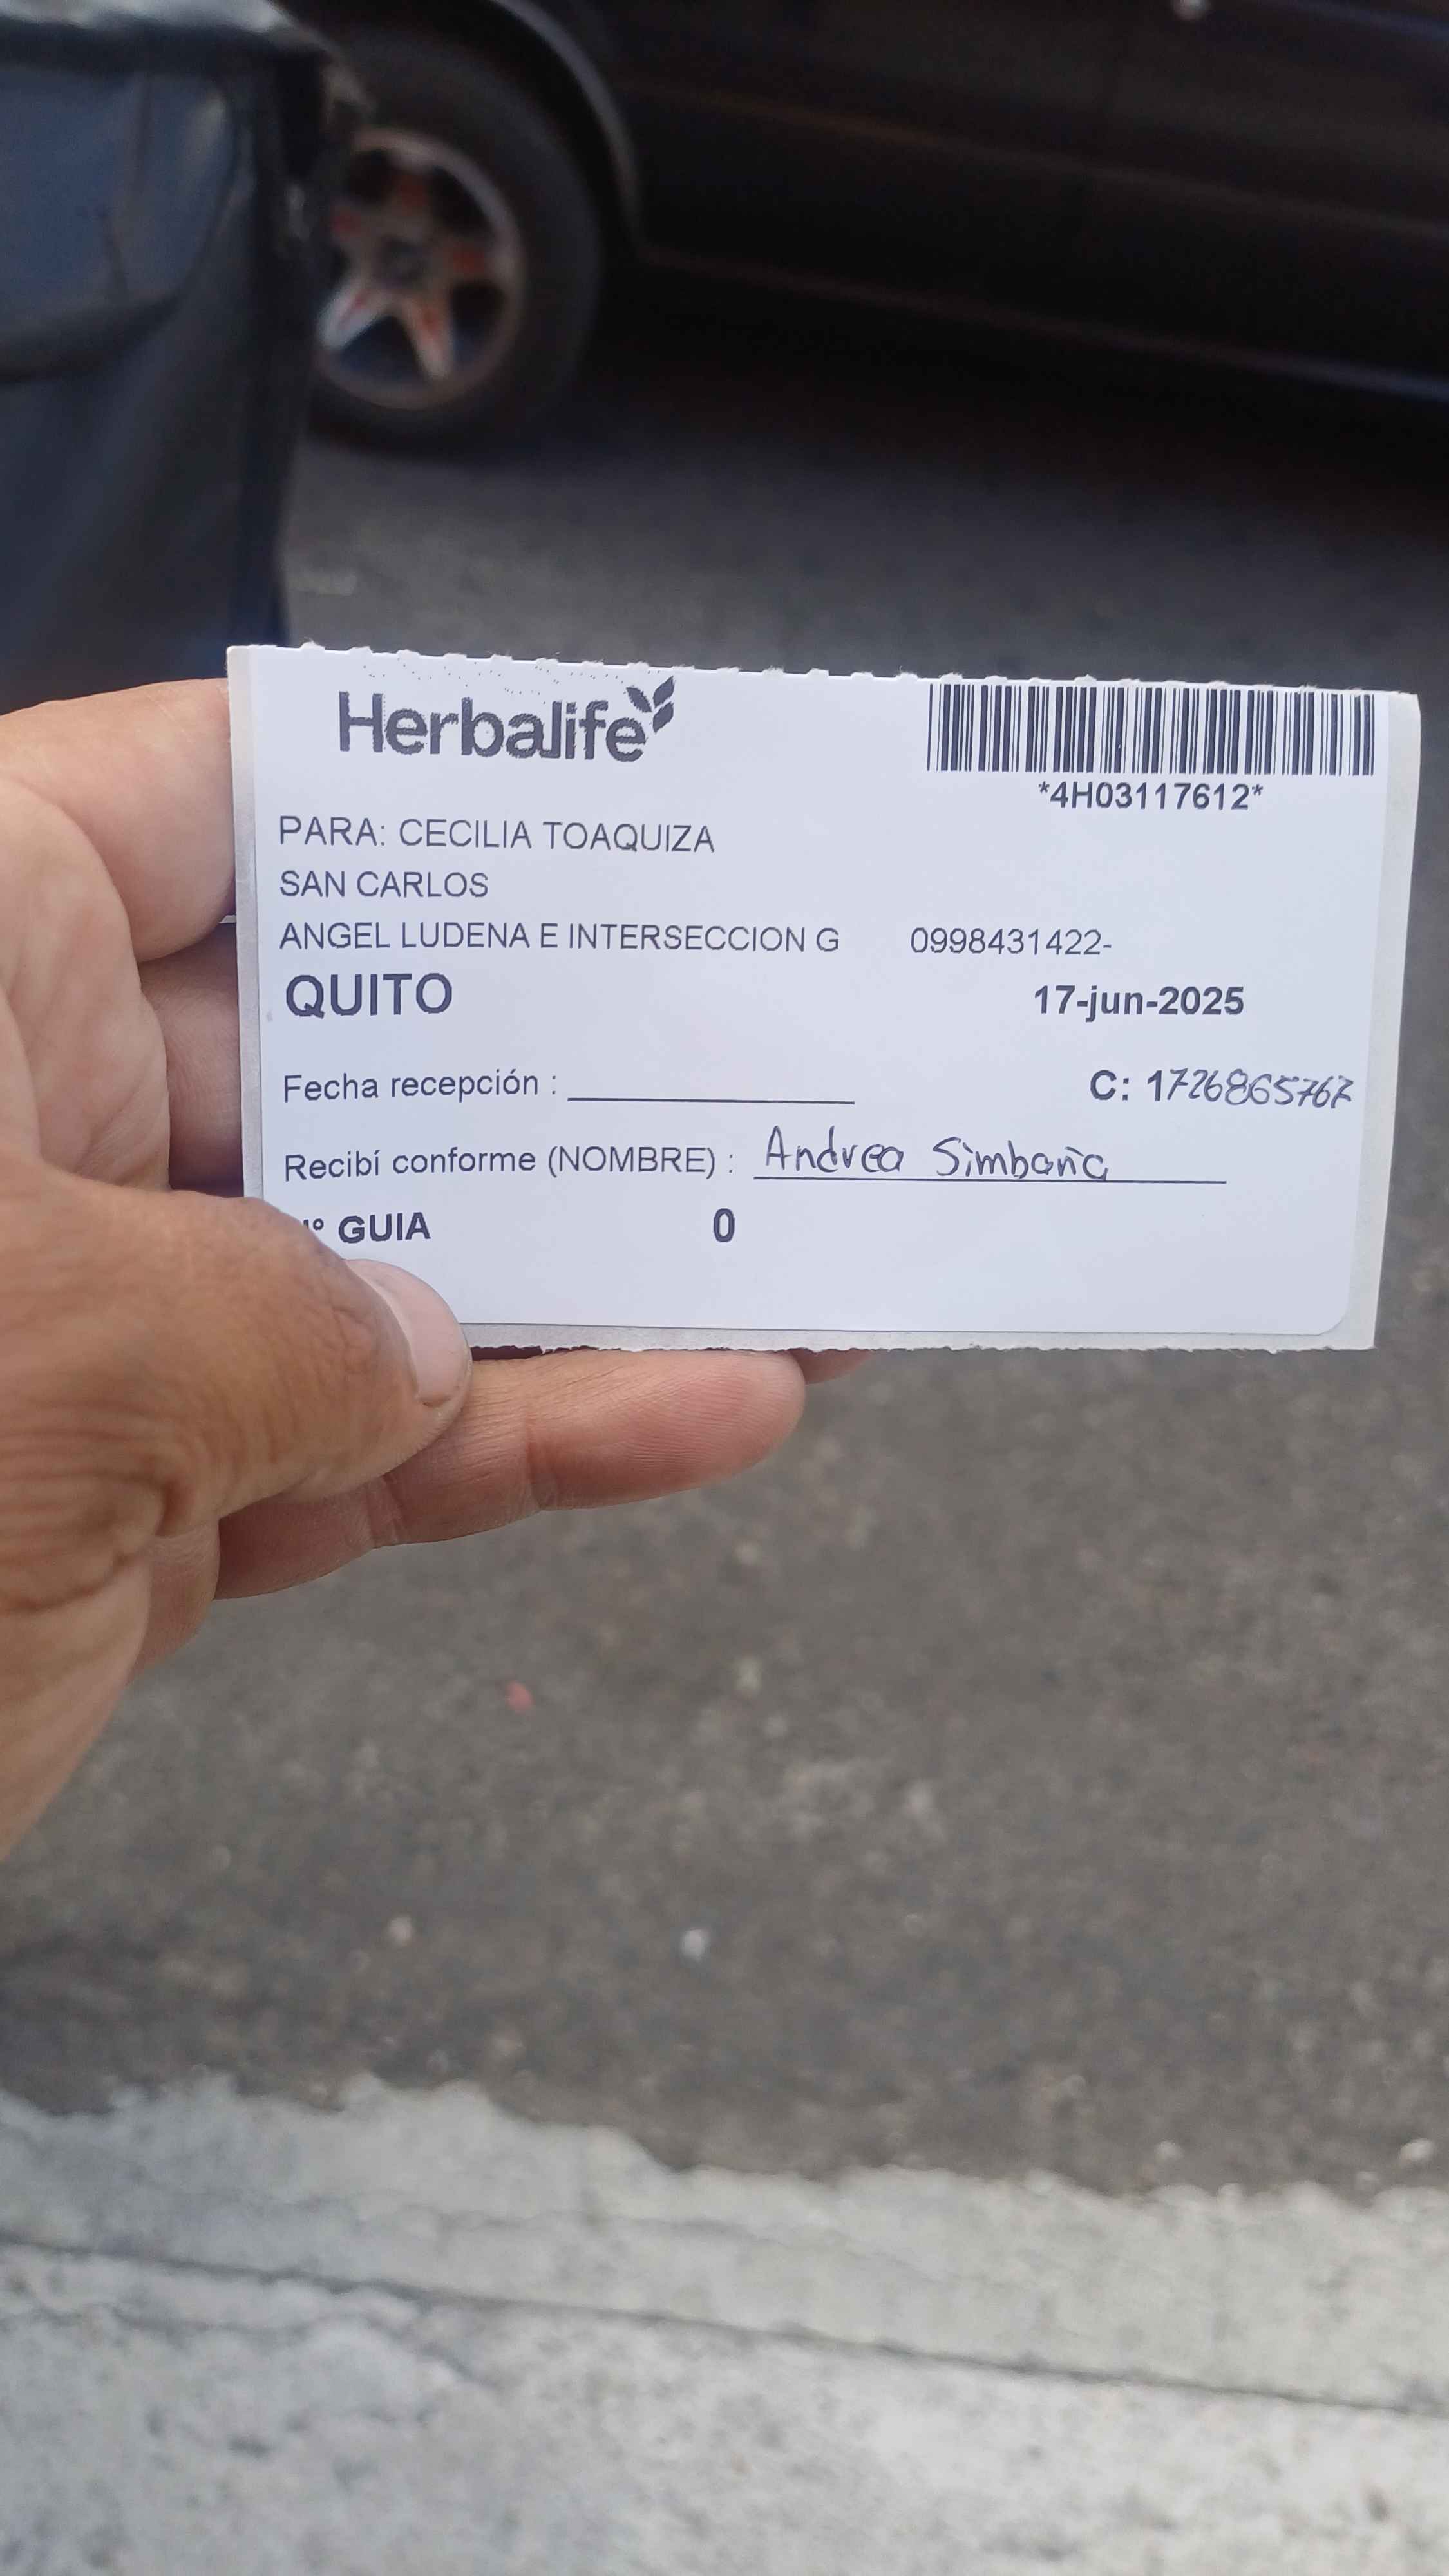 Herbalife
*4H03117612*
PARA: CECILIA TOAQUIZA
SAN CARLOS
ANGEL LUDENA E INTERSECCION G 0998431422-
QUITO 17-jun-2025
Fecha recepción : C: 1726865767
Recibí conforme (NOMBRE) : Andrea Simbaña
° GUIA 0